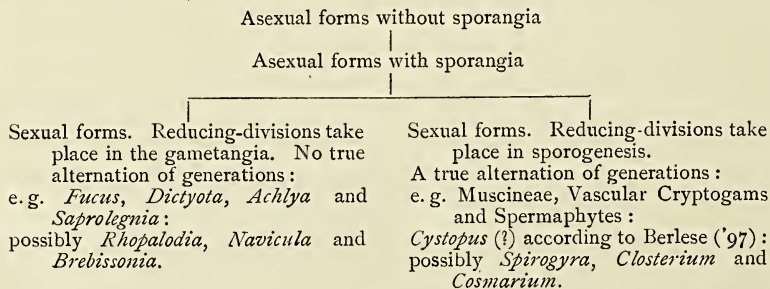 Asexual forms without sporangia
Asexual forms with sporangia
Sexual forms. Reducing-divisions take
place in the gametangia. No true
alternation of generations :
e. g. Fucus, Dictyota, Achlya and
Saprolegnia :
possibly Rhopalodia, Navicula and
Brebissonia.
Sexual forms. Reducing-divisions take
place in sporogenesis.
A true alternation of generations :
e. g. Muscineae, Vascular Cryptogams
and Spermaphytes :
Cystopus (?) according to Berlese ('97) :
possibly Spirogyra, Closterium and
Cosmarium.